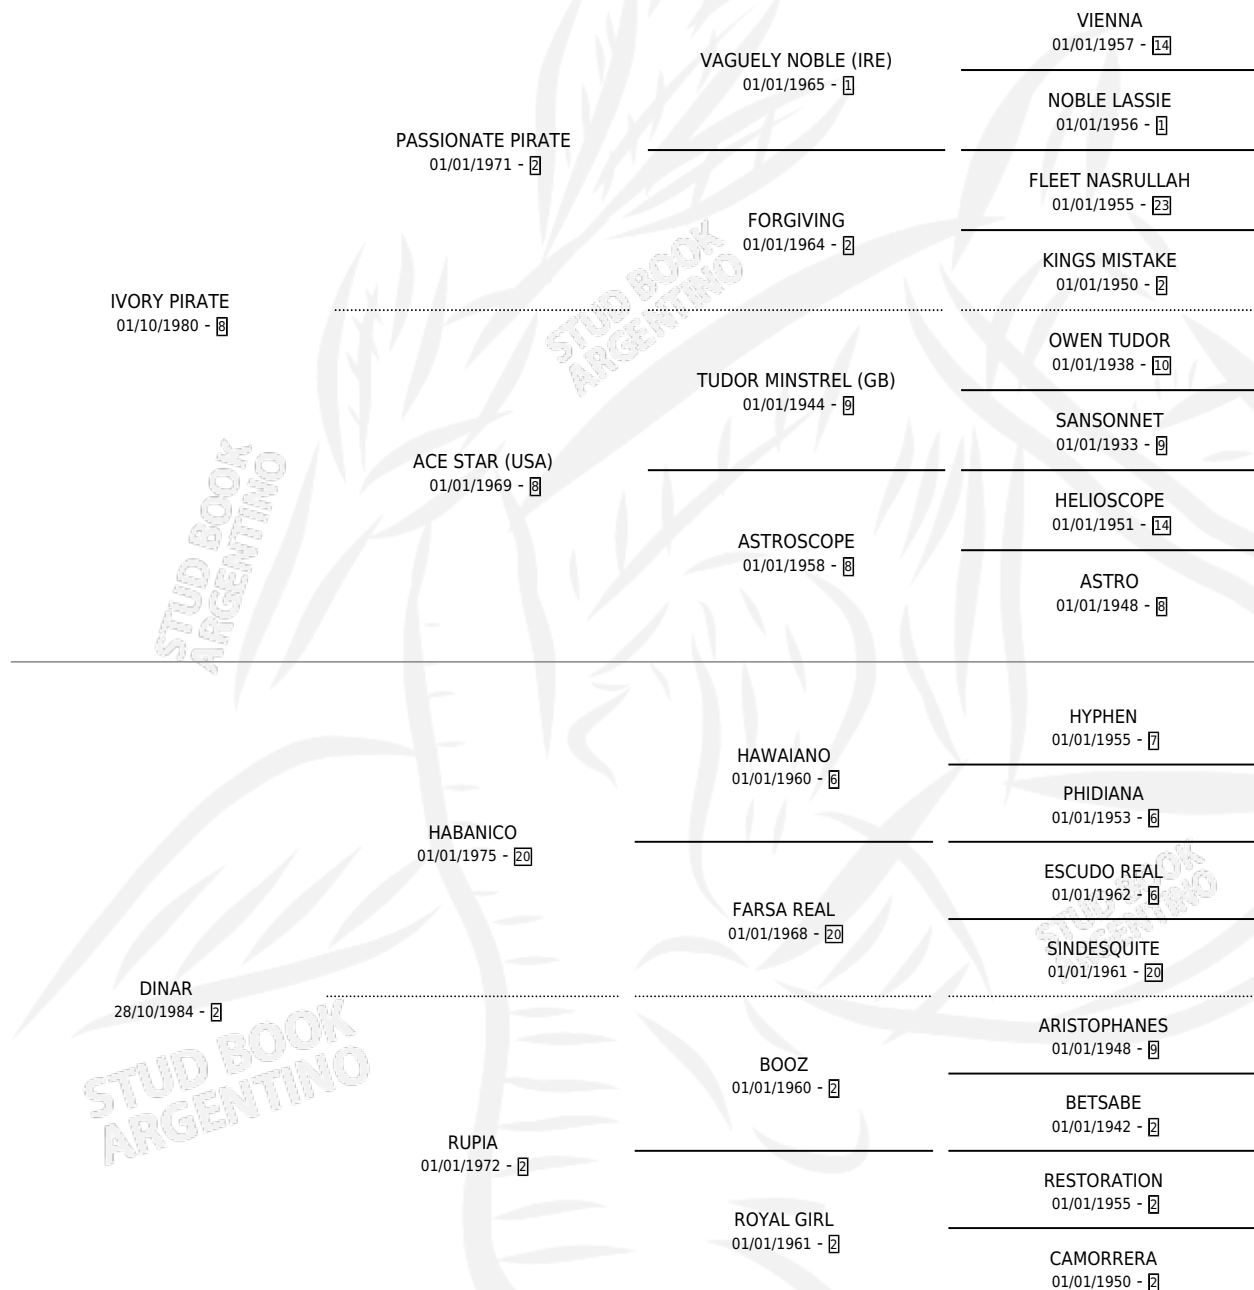 VIENNA
01/01/1957 - 14
VAGUELY NOBLE (IRE)
01/01/1965 - 1
NOBLE LASSIE
01/01/1956 - 1
PASSIONATE PIRATE
01/01/1971 - 2
FLEET NASRULLAH
01/01/1955 - 23
FORGIVING
01/01/1964 - 2
KINGS MISTAKE
01/01/1950 - 2
IVORY PIRATE
01/10/1980 - 8
OWEN TUDOR
01/01/1938 - 10
TUDOR MINSTREL (GB)
01/01/1944 - 9
SANSONNET
01/01/1933 - 9
ACE STAR (USA)
01/01/1969 - 8
HELIOSCOPE
01/01/1951 - 14
ASTROSCOPE
01/01/1958 - 8
ASTRO
01/01/1948 - 8
HYPHEN
01/01/1955 - 7
HAWAIANO
01/01/1960 - 6
PHIDIANA
01/01/1953 - 6
HABANICO
01/01/1975 - 20
ESCUDO REAL
01/01/1962 - 6
FARSA REAL
01/01/1968 - 20
SINDESQUITE
01/01/1961 - 20
DINAR
28/10/1984 - 2
ARISTOPHANES
01/01/1948 - 9
BOOZ
01/01/1960 - 2
BETSABE
01/01/1942 - 2
RUPIA
01/01/1972 - 2
RESTORATION
01/01/1955 - 2
ROYAL GIRL
01/01/1961 - 2
CAMORRERA
01/01/1950 - 2
STUD BOOK
ARGENTINO
STUD BOOK
ARGENTINO
STUD BOOK
ARGENTINO
STUD BOOK
ARGENTINO